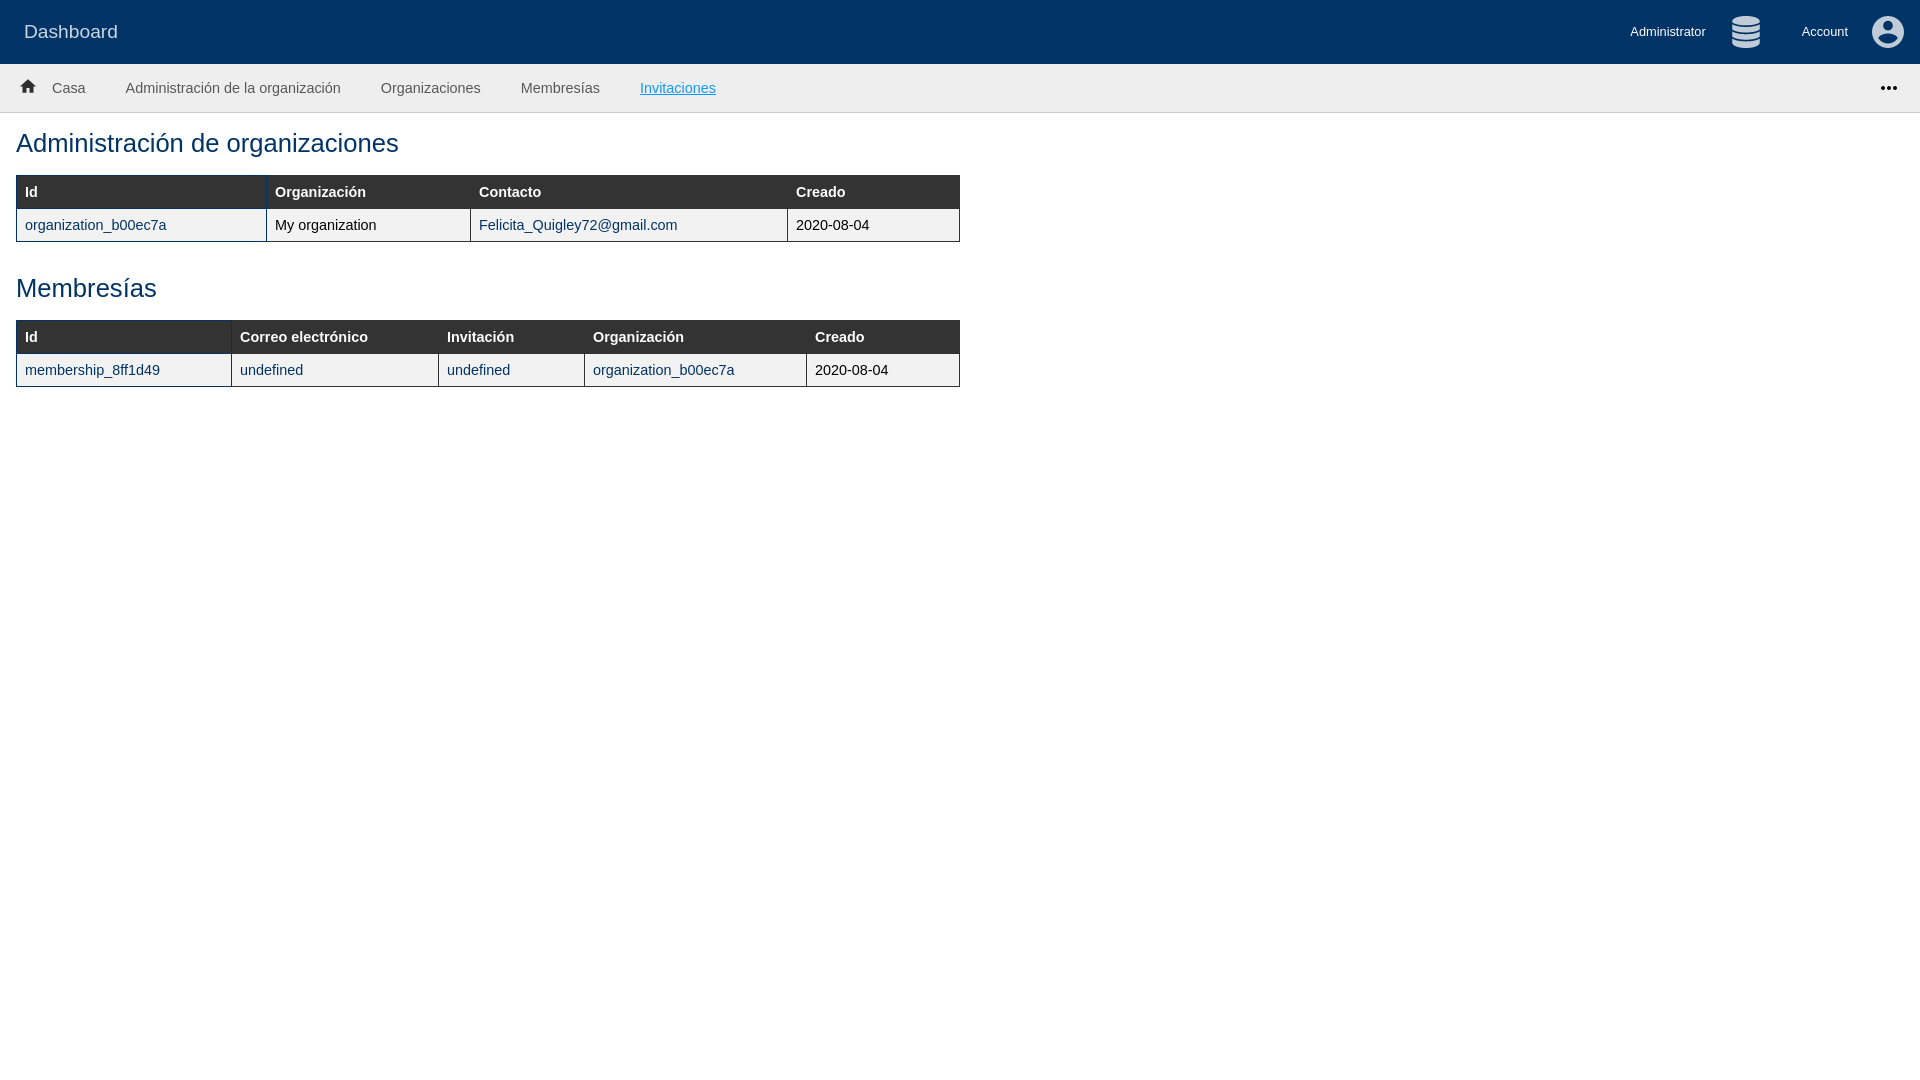 Dashboard
Administrator
Account
Casa
Administración de la organización
Organizaciones
Membresías
Invitaciones
Administración de organizaciones
Id Organización Contacto Creado
organization_b00ec7a My organization Felicita_Quigley72@gmail.com 2020-08-04
Membresías
Id Correo electrónico Invitación Organización Creado
membership_8ff1d49 undefined undefined organization_b00ec7a 2020-08-04